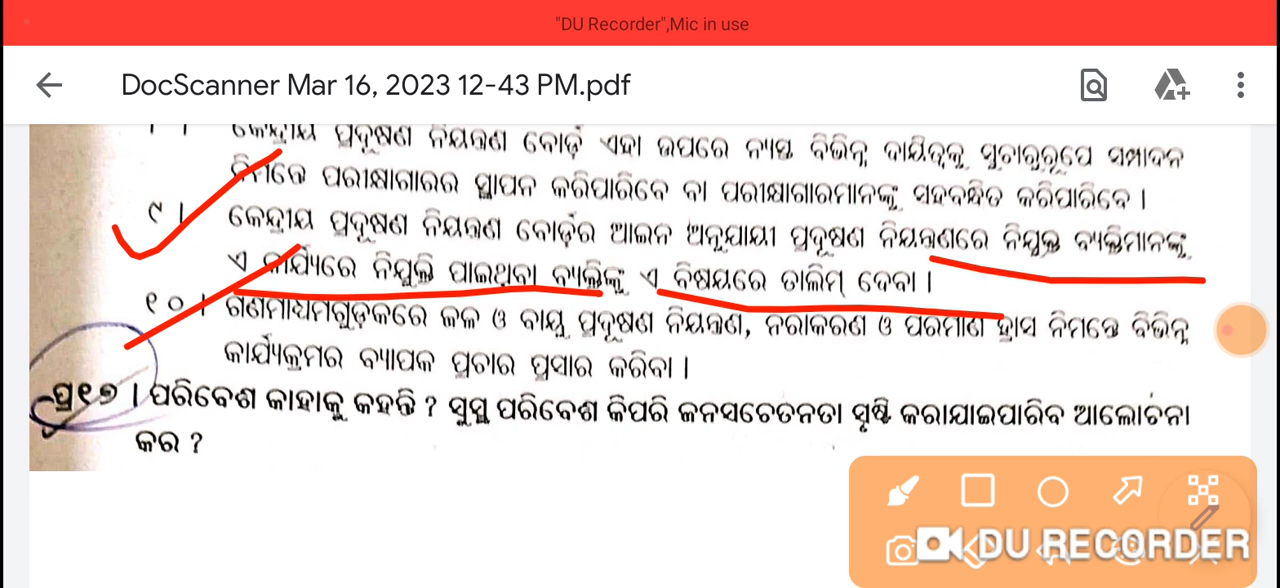 "DU Recorder",Mic in use
DocScanner Mar 16, 2023 12-43 PM.pdf
କେନ୍ଦ୍ରୀୟ ପ୍ରଦୂଷଣ ନିୟନ୍ତ୍ରଣ ବୋର୍ଡ଼ ଏହା ଉପରେ ନ୍ୟସ୍ତ ବିଭିନ୍ନ ଦାୟିତ୍ୱକୁ ସୁଚାରୁରୂପେ ସମ୍ପାଦନ
ନିମନ୍ତେ ପରୀକ୍ଷାଗାରର ସ୍ଥାପନ କରିପାରିବେ ବା ପରୀକ୍ଷାଗାରମାନଙ୍କୁ ସହବନ୍ଧିତ କରିପାରିବେ ।
୯ । କେନ୍ଦ୍ରୀୟ ପ୍ରଦୂଷଣ ନିୟନ୍ତ୍ରଣ ବୋର୍ଡ଼ର ଆଇନ ଅନୁଯାୟୀ ପ୍ରଦୂଷଣ ନିୟନ୍ତ୍ରଣରେ ନିଯୁକ୍ତ ବ୍ୟକ୍ତିମାନଙ୍କୁ
ଏ କାର୍ଯ୍ୟରେ ନିଯୁକ୍ତି ପାଇଥିବା ବ୍ୟକ୍ତିଙ୍କୁ ଏ ବିଷୟରେ ତାଲିମ୍ ଦେବା ।
୧୦ । ଗଣମାଧ୍ୟମଗୁଡ଼ିକରେ ଜଳ ଓ ବାୟୁ ପ୍ରଦୂଷଣ ନିୟନ୍ତ୍ରଣ, ନିରାକରଣ ଓ ପରିମାଣ ହ୍ରାସ ନିମନ୍ତେ ବିଭିନ୍ନ
କାର୍ଯ୍ୟକ୍ରମର ବ୍ୟାପକ ପ୍ରଚାର ପ୍ରସାର କରିବା ।
ପ୍ର୧୭ । ପରିବେଶ କାହାକୁ କହନ୍ତି ? ସୁସ୍ଥ ପରିବେଶ କିପରି ଜନସଚେତନତା ସୃଷ୍ଟି କରାଯାଇପାରିବ ଆଲୋଚନା
କର ?
DU RECORDER